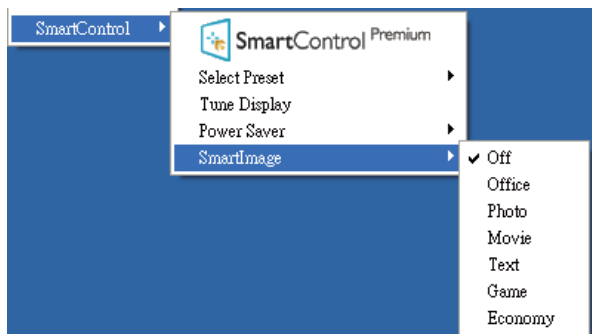 SmartControl
SmartControl Premium
Select Preset
Tune Display
Power Saver
SmartImage
Off
Office
Photo
Movie
Text
Game
Economy